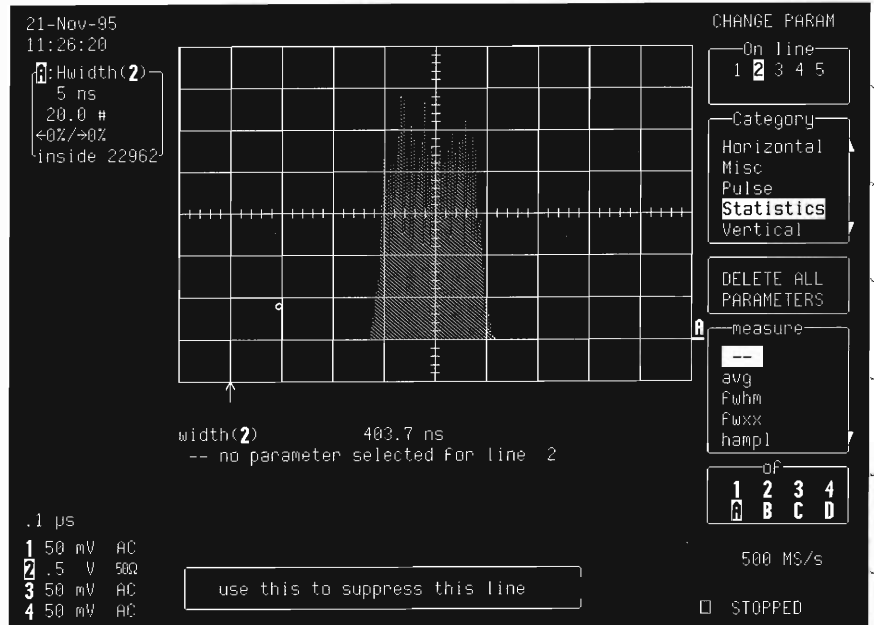 21-Nov-95
11:26:20
A:Hwidth(2)
5 ns
20.0 #
←0%/→0%
inside 22962
CHANGE PARAM
On line
1 2 3 4 5
Category
Horizontal
Misc
Pulse
Statistics
Vertical
DELETE ALL
PARAMETERS
A
measure
--
avg
fwhm
fwxx
hampl
of
1 2 3 4
A B C D
width(2) 403.7 ns
-- no parameter selected for line 2
.1 µs
1 50 mV AC
2 .5 V 50Ω
3 50 mV AC
4 50 mV AC
use this to suppress this line
500 MS/s
□ STOPPED